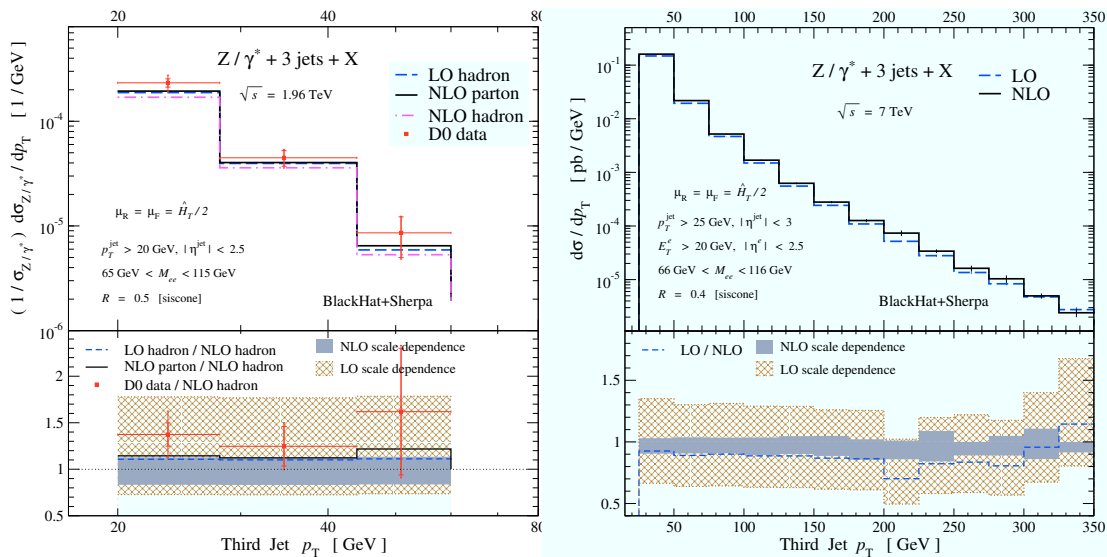 20 40 60 80
Z / γ* + 3 jets + X
√s = 1.96 TeV
LO hadron
NLO parton
NLO hadron
D0 data
10^-3
10^-4
10^-5
10^-6
( 1 / σ_Z / γ* ) dσ_Z / γ* / dp_T [ 1 / GeV ]
μ_R = μ_F = Ĥ_T / 2
p_T^jet > 20 GeV, | η^jet | < 2.5
65 GeV < M_ee < 115 GeV
R = 0.5 [siscone]
BlackHat+Sherpa
LO hadron / NLO hadron
NLO parton / NLO hadron
D0 data / NLO hadron
NLO scale dependence
LO scale dependence
2
1.5
1
0.5
20 40 80
Third Jet p_T [ GeV ]
50 100 150 200 250 300 350
Z / γ* + 3 jets + X
√s = 7 TeV
LO
NLO
10^-1
10^-2
10^-3
10^-4
10^-5
dσ / dp_T [ pb / GeV ]
μ_R = μ_F = Ĥ_T / 2
p_T^jet > 25 GeV, | η^jet | < 3
E_T^e > 20 GeV, | η^e | < 2.5
66 GeV < M_ee < 116 GeV
R = 0.4 [siscone]
BlackHat+Sherpa
LO / NLO
NLO scale dependence
LO scale dependence
1.5
1
0.5
50 100 150 200 250 300 350
Third Jet p_T [ GeV ]